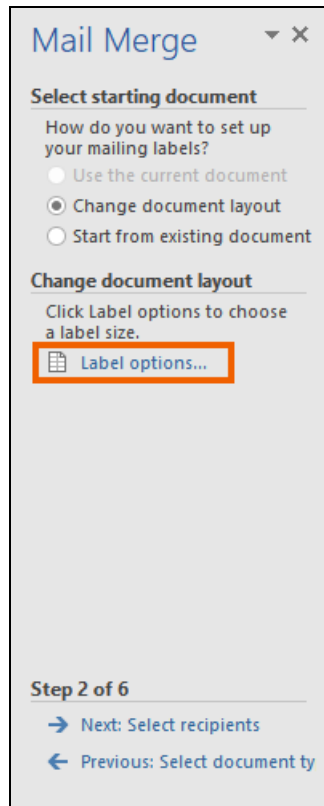 Mail Merge
Select starting document
How do you want to set up
your mailing labels?
Use the current document
Change document layout
Start from existing document
Change document layout
Click Label options to choose
a label size.
Label options...
Step 2 of 6
Next: Select recipients
Previous: Select document ty